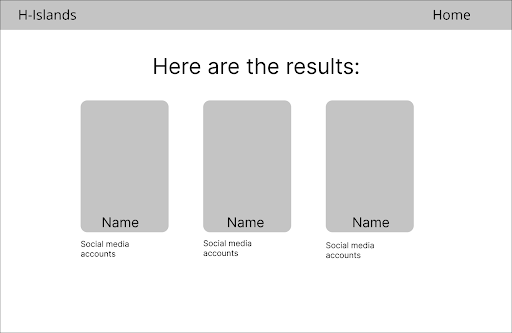 H-Islands Home
Here are the results:
Name Name Name
Social media Social media Social media
accounts accounts accounts